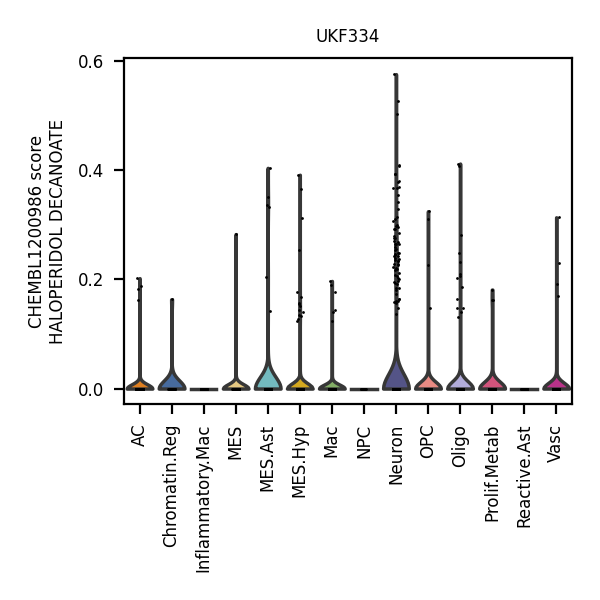 UKF334
CHEMBL1200986 score
HALOPERIDOL DECANOATE
0.6
0.4
0.2
0.0
AC
Chromatin.Reg
Inflammatory.Mac
MES
MES.Ast
MES.Hyp
Mac
NPC
Neuron
OPC
Oligo
Prolif.Metab
Reactive.Ast
Vasc